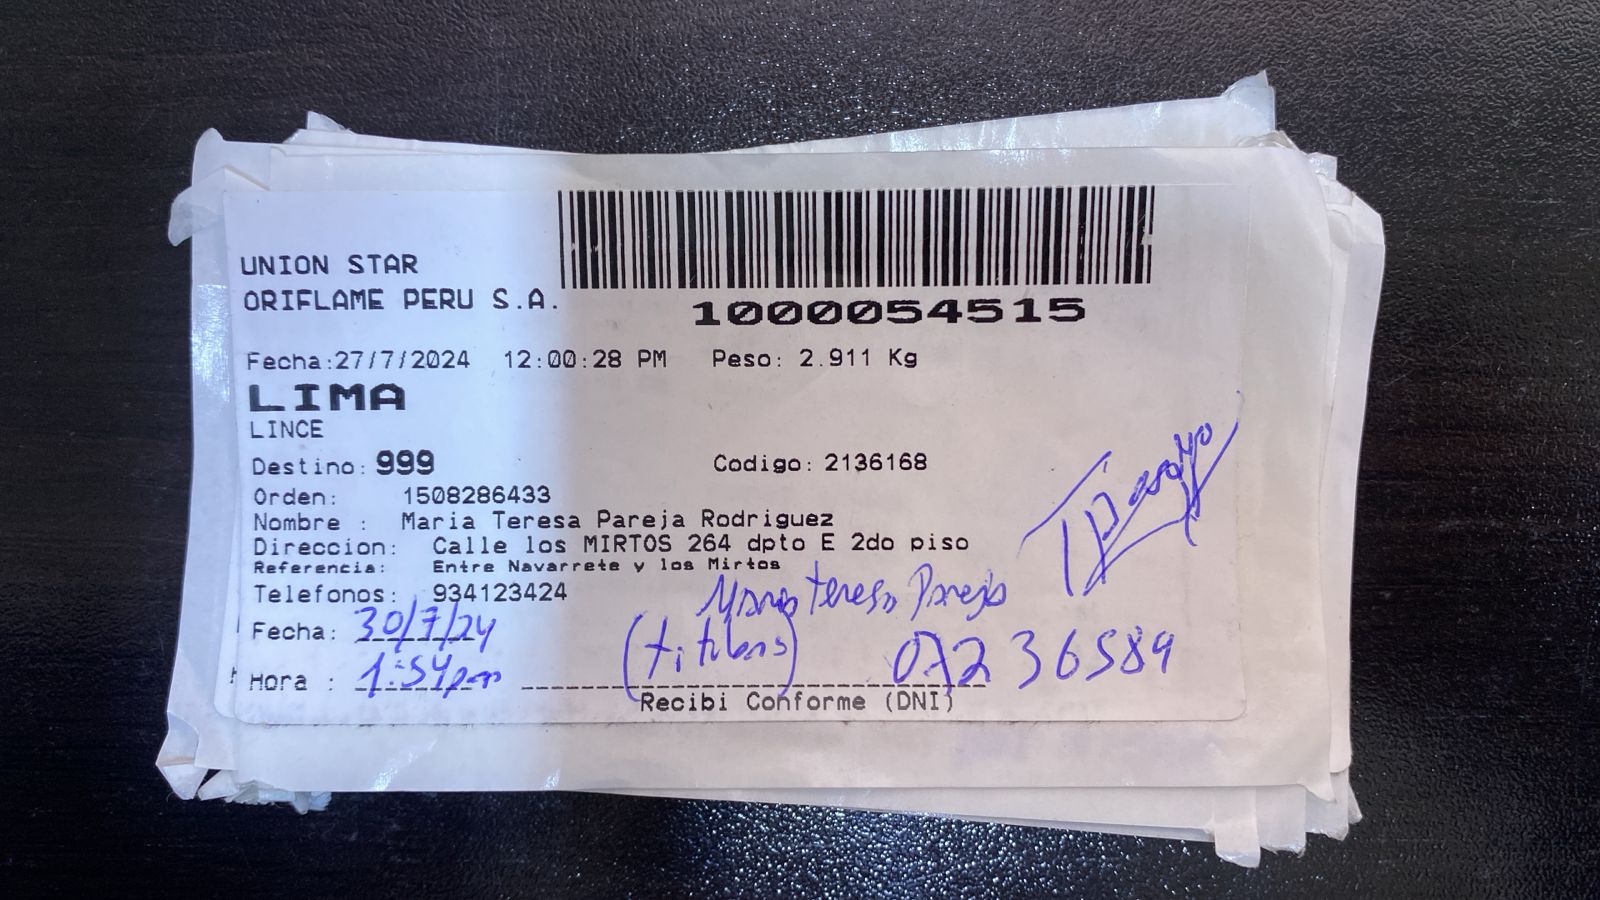 UNION STAR
ORIFLAME PERU S.A.
1000054515
Fecha:27/7/2024 12:00:28 PM Peso: 2.911 Kg
LIMA
LINCE
Destino: 999 Codigo: 2136168
Orden: 1508286433
Nombre : Maria Teresa Pareja Rodriguez
Direccion: Calle los MIRTOS 264 dpto E 2do piso
Referencia: Entre Navarrete y los Mirtos
Telefonos: 934123424
Maria Teresa Pareja
Fecha: 30/7/24
(titular) 07236589
Hora : 1:54pm
Recibi Conforme (DNI)